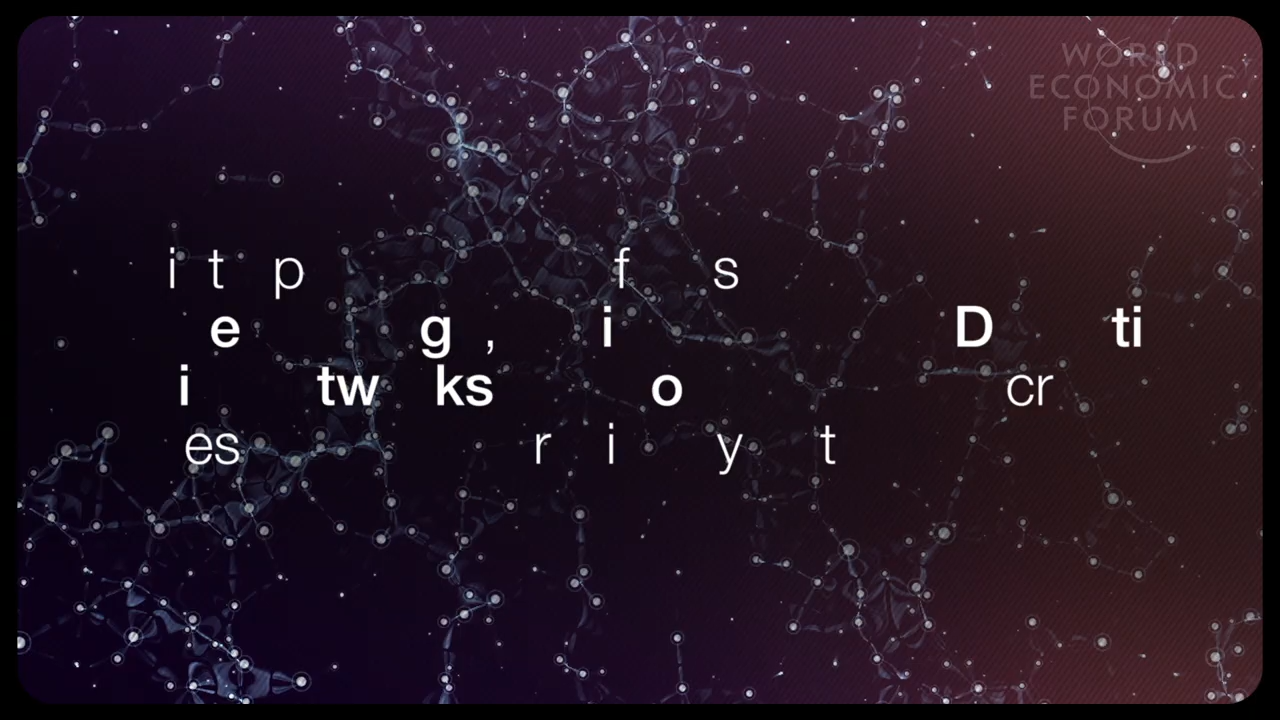 WORLD
ECONOMIC
FORUM
i t p f s
e g , i D ti
i tw ks o cr
es r i y t